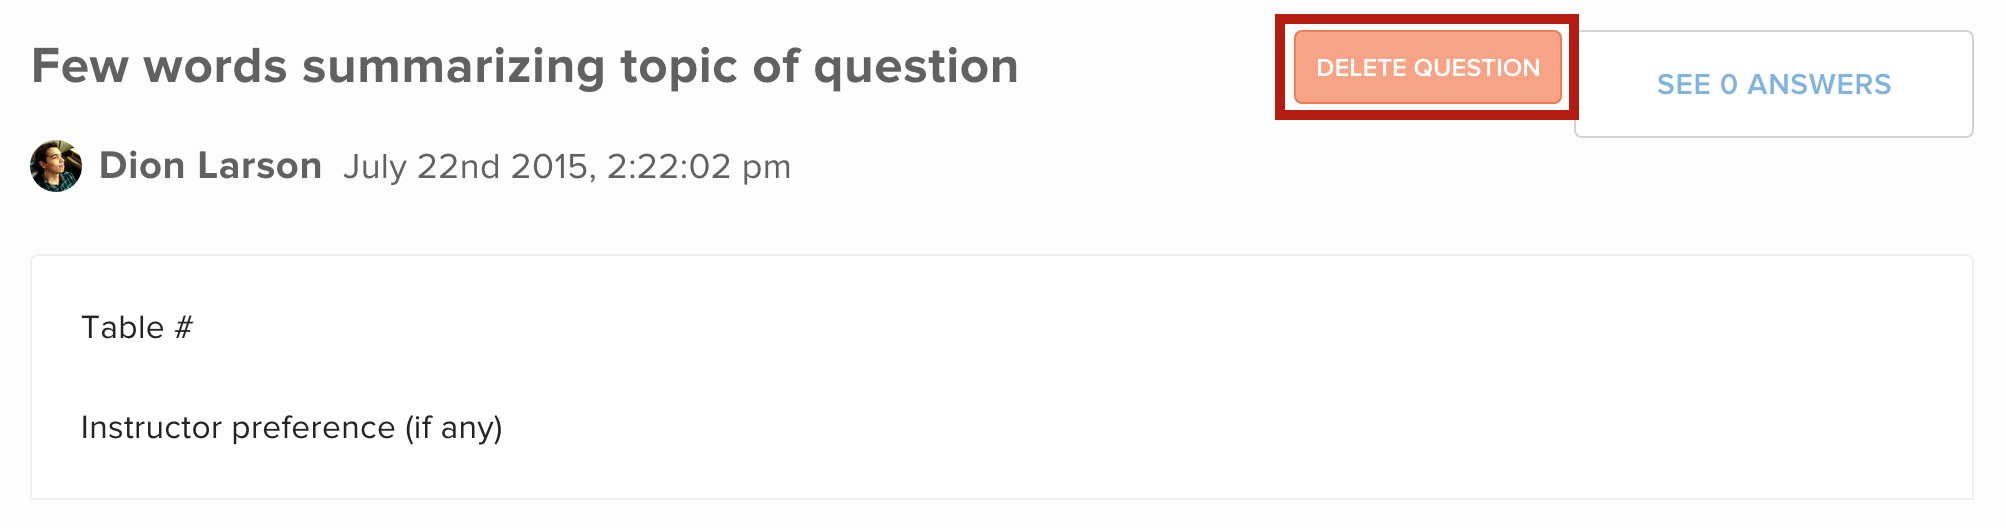 Few words summarizing topic of question
DELETE QUESTION
SEE 0 ANSWERS
Dion Larson July 22nd 2015, 2:22:02 pm
Table #
Instructor preference (if any)